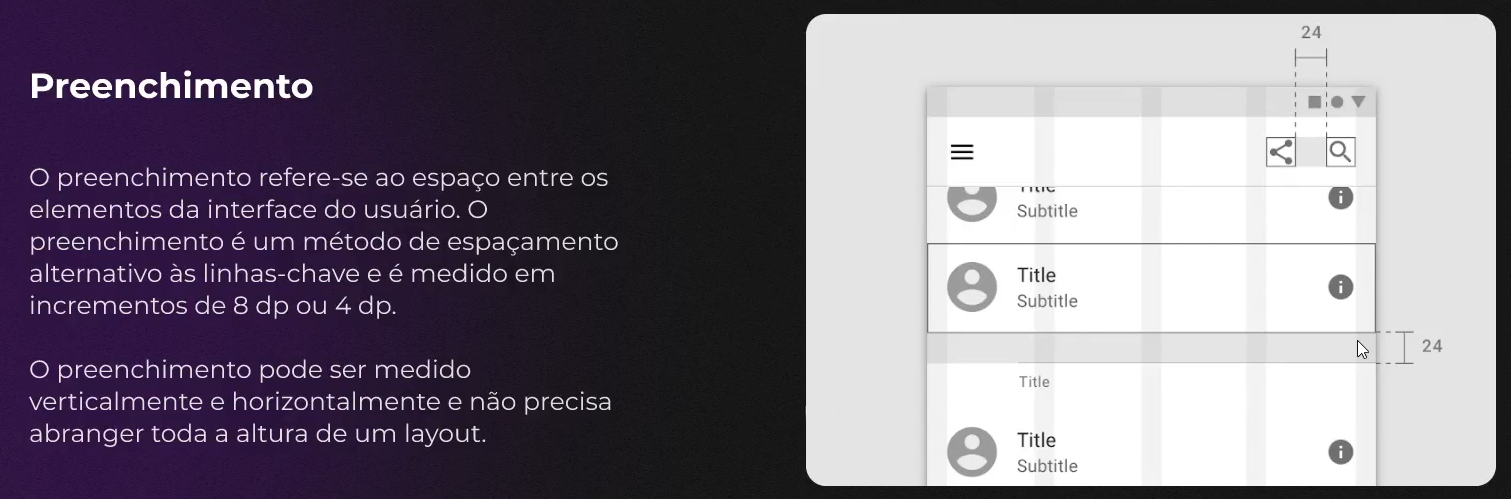 Preenchimento
O preenchimento refere-se ao espaço entre os
elementos da interface do usuário. O
preenchimento é um método de espaçamento
alternativo às linhas-chave e é medido em
incrementos de 8 dp ou 4 dp.
O preenchimento pode ser medido
verticalmente e horizontalmente e não precisa
abranger toda a altura de um layout.
24
Title
Subtitle
Title
Subtitle
24
Title
Title
Subtitle